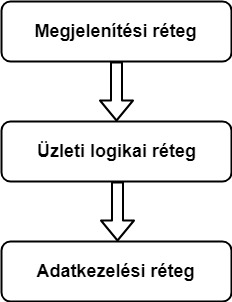 Megjelenítési réteg
Üzleti logikai réteg
Adatkezelési réteg